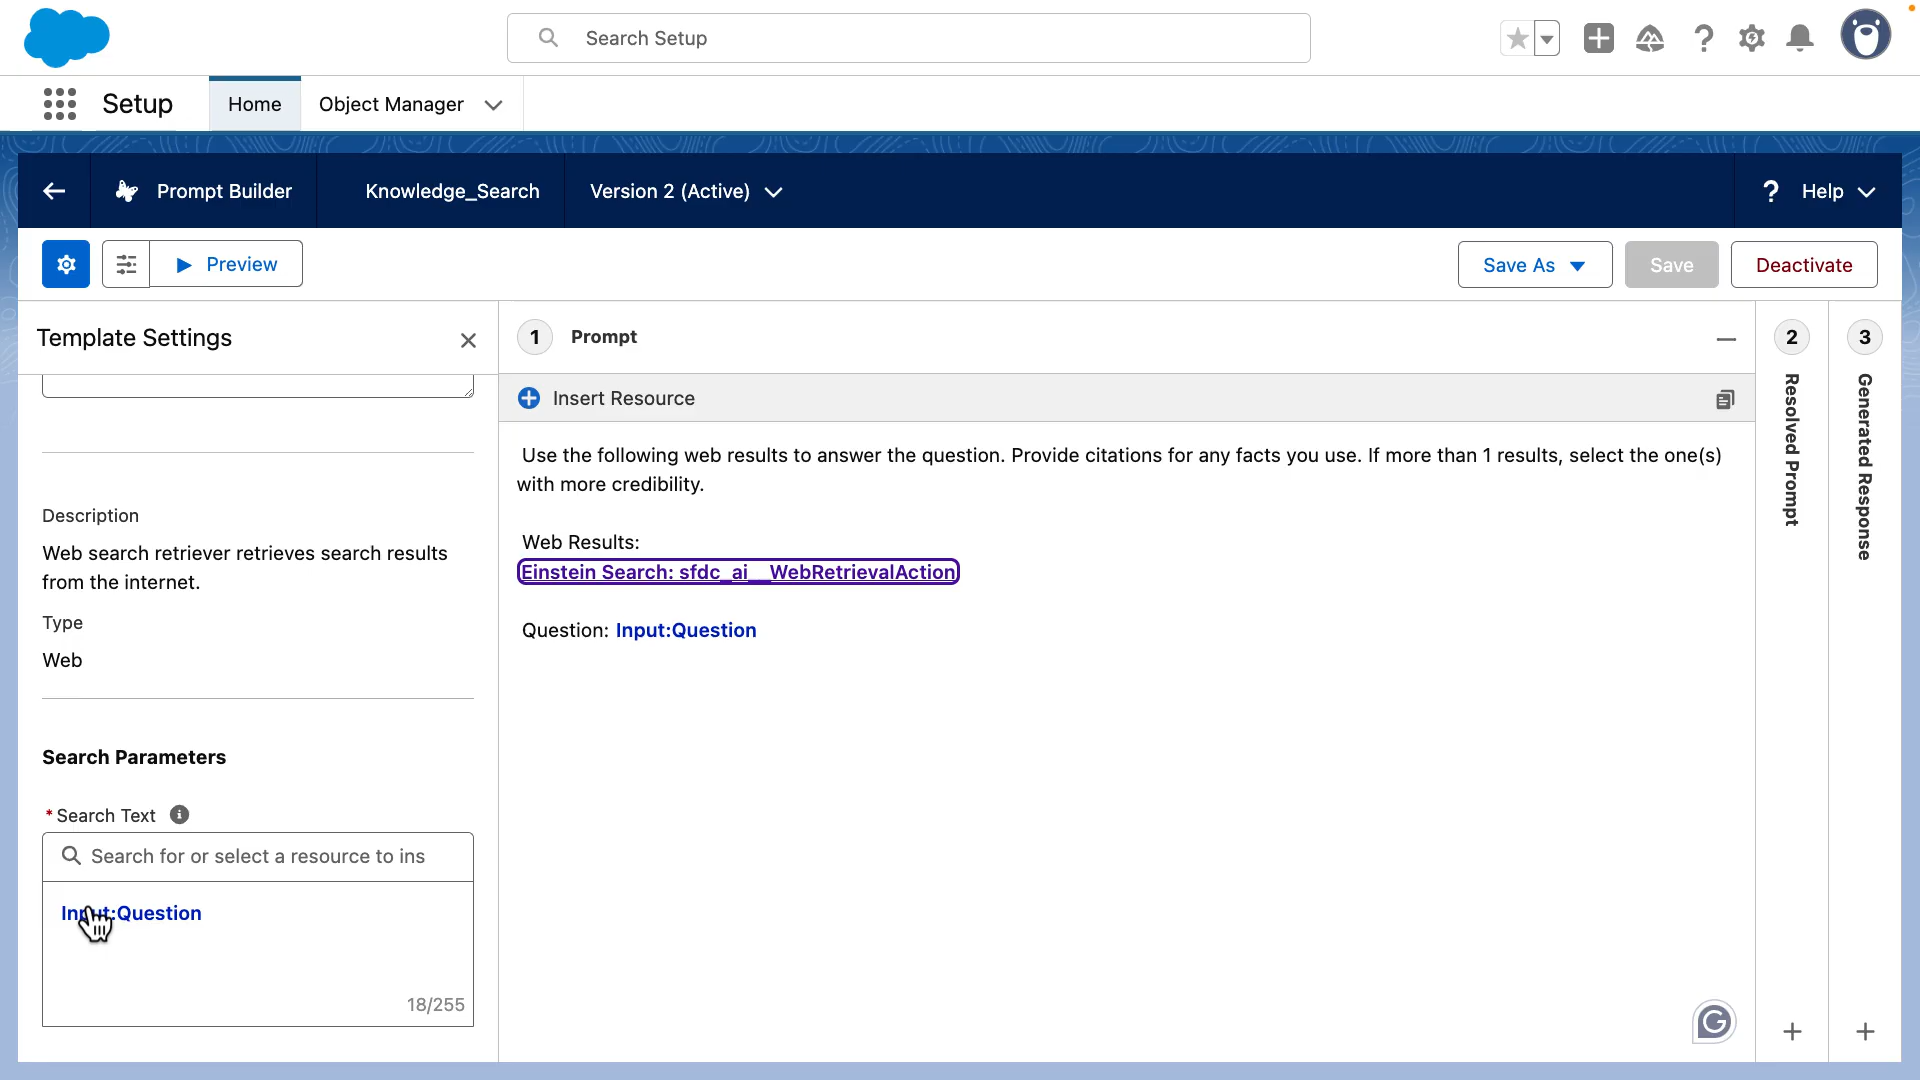 Search Setup
Setup
Home
Object Manager
Prompt Builder
Knowledge_Search
Version 2 (Active)
? Help
Preview
Save As
Save
Deactivate
Template Settings
Description
Web search retriever retrieves search results
from the internet.
Type
Web
Search Parameters
* Search Text
Search for or select a resource to ins
Input:Question
18/255
1 Prompt
Insert Resource
Use the following web results to answer the question. Provide citations for any facts you use. If more than 1 results, select the one(s)
with more credibility.
Web Results:
Einstein Search: sfdc_ai__WebRetrievalAction
Question: Input:Question
2
Resolved Prompt
3
Generated Response